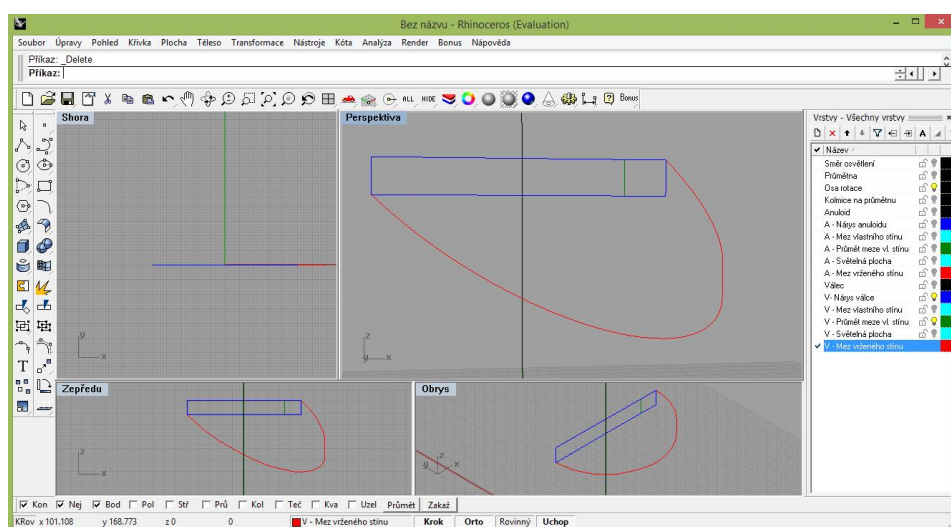 Bez názvu - Rhinoceros (Evaluation)
Soubor Úpravy Pohled Křivka Plocha Těleso Transformace Nástroje Kóta Analýza Render Bonus Nápověda
Příkaz: _Delete
Příkaz:
ALL HIDE Bonus
Shora
Perspektiva
Vrstvy - Všechny vrstvy
Název
Směr osvětlení
Průmětna
Osa rotace
Kolmice na průmětnu
Anuloid
A - Nárys anuloidu
A - Mez vlastního stínu
A - Průmět meze vl. stínu
A - Světelná plocha
A - Mez vrženého stínu
Válec
V- Nárys válce
V - Mez vlastního stínu
V - Průmět meze vl. stínu
V - Světelná plocha
V - Mez vrženého stínu
y
x
z
y x
Zepředu
Obrys
z
x
z
y x
Kon Nej Bod Pol Stř Prů Kol Teč Kva Uzel Průmět Zakaž
KRov x 101.108 y 168.773 z 0 0 V - Mez vrženého stínu Krok Orto Rovinný Uchop